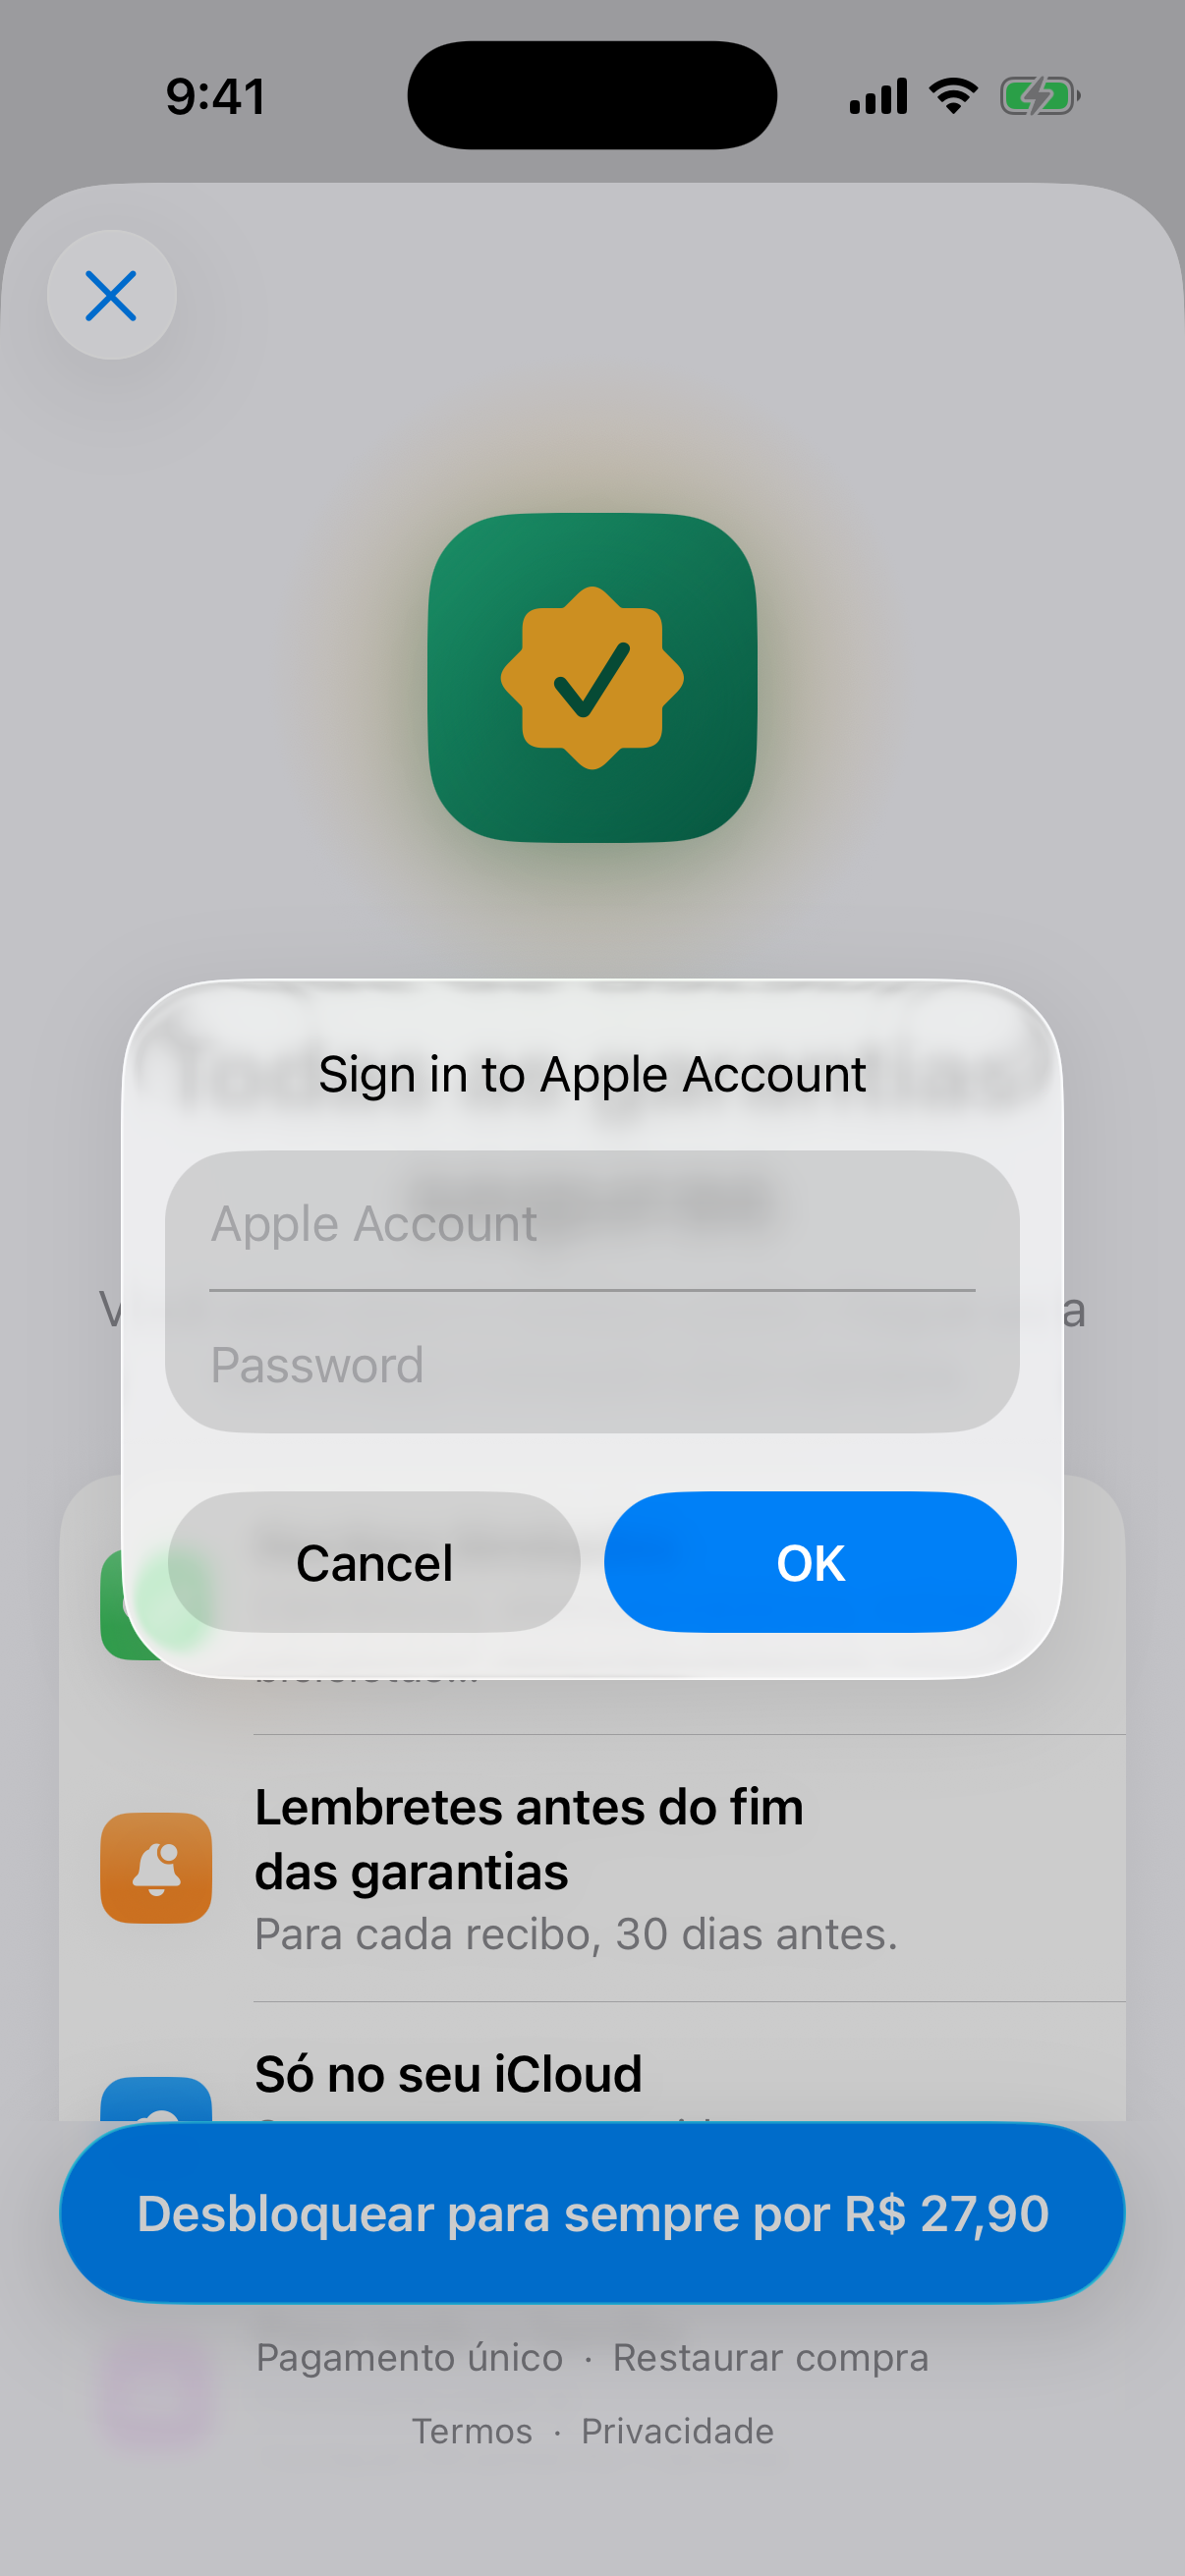 9:41
Sign in to Apple Account
Apple Account
Password
Cancel
OK
Lembretes antes do fim
das garantias
Para cada recibo, 30 dias antes.
Só no seu iCloud
Desbloquear para sempre por R$ 27,90
Pagamento único · Restaurar compra
Termos · Privacidade